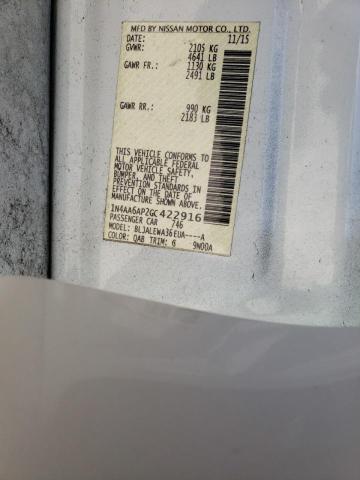 MFD BY NISSAN MOTOR CO., LTD.
DATE: 11/15
GVWR: 2105 KG
4641 LB
GAWR FR.: 1130 KG
2491 LB
GAWR RR.: 990 KG
2183 LB
THIS VEHICLE CONFORMS TO
ALL APPLICABLE FEDERAL
MOTOR VEHICLE SAFETY,
BUMPER, AND THEFT
PREVENTION STANDARDS IN
EFFECT ON THE DATE OF
MANUFACTURE SHOWN ABOVE.
1N4AA6AP2GC422916
PASSENGER CAR 746
MODEL: BLJALEWA36EUA----A
COLOR: QAB TRIM: G 9N00A